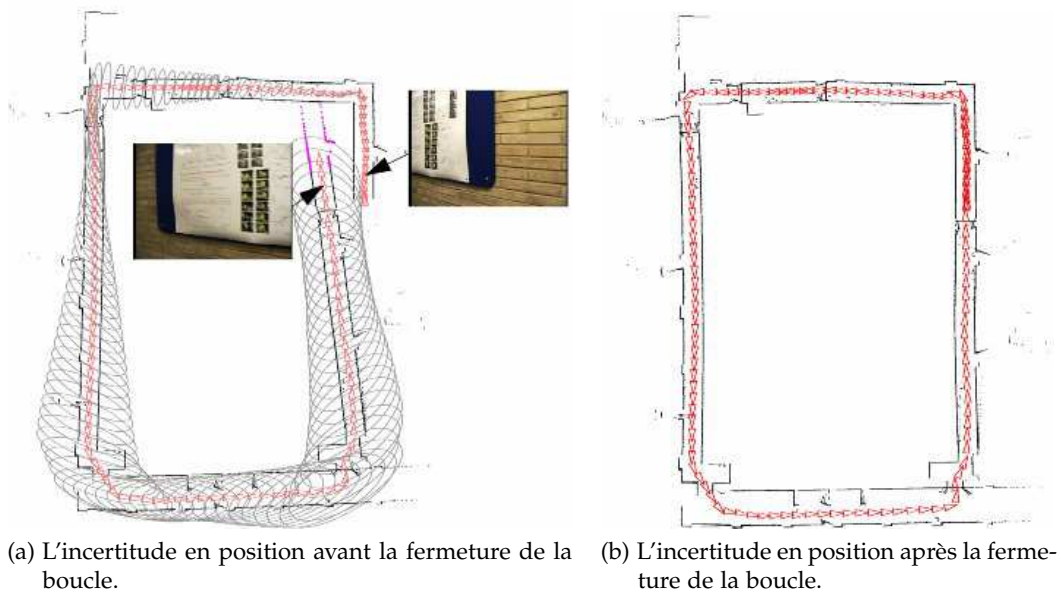 (a) L'incertitude en position avant la fermeture de la
boucle.
(b) L'incertitude en position après la ferme-
ture de la boucle.